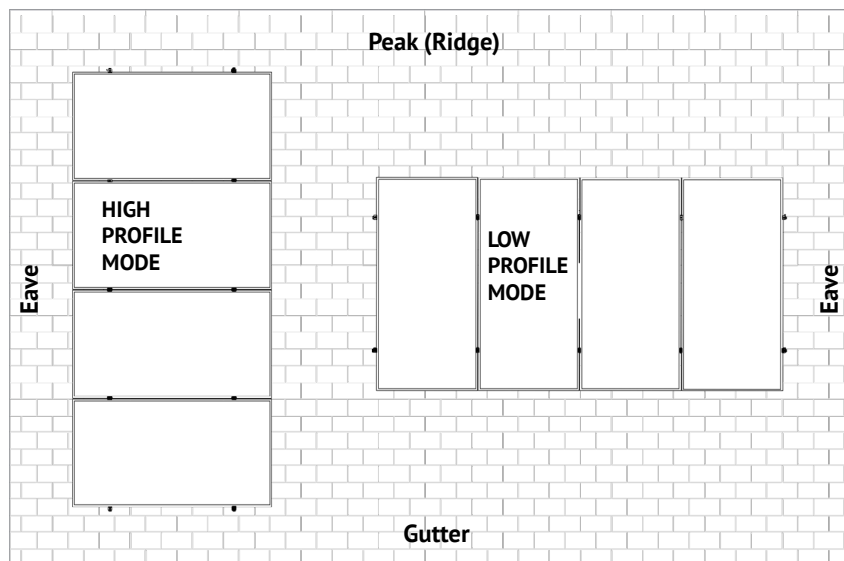 Peak (Ridge)
HIGH
PROFILE
MODE
LOW
PROFILE
MODE
Eave
Eave
Gutter